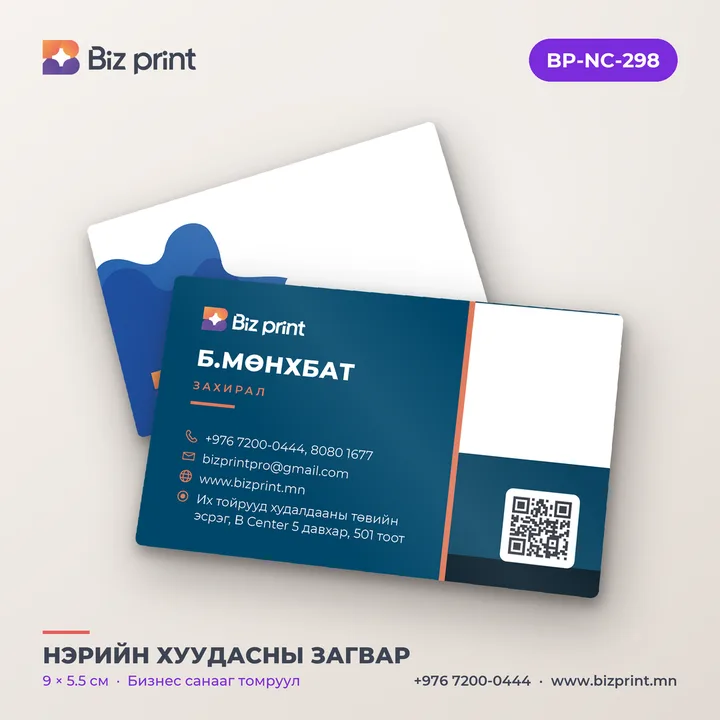 Biz print
BP-NC-298
Biz print
Б.МӨНХБАТ
ЗАХИРАЛ
+976 7200-0444, 8080 1677
bizprintpro@gmail.com
www.bizprint.mn
Их тойрууд худалдааны төвийн
эсрэг, B Center 5 давхар, 501 тоот
НЭРИЙН ХУУДАСНЫ ЗАГВАР
9 × 5.5 см · Бизнес санааг томруул
+976 7200-0444 · www.bizprint.mn